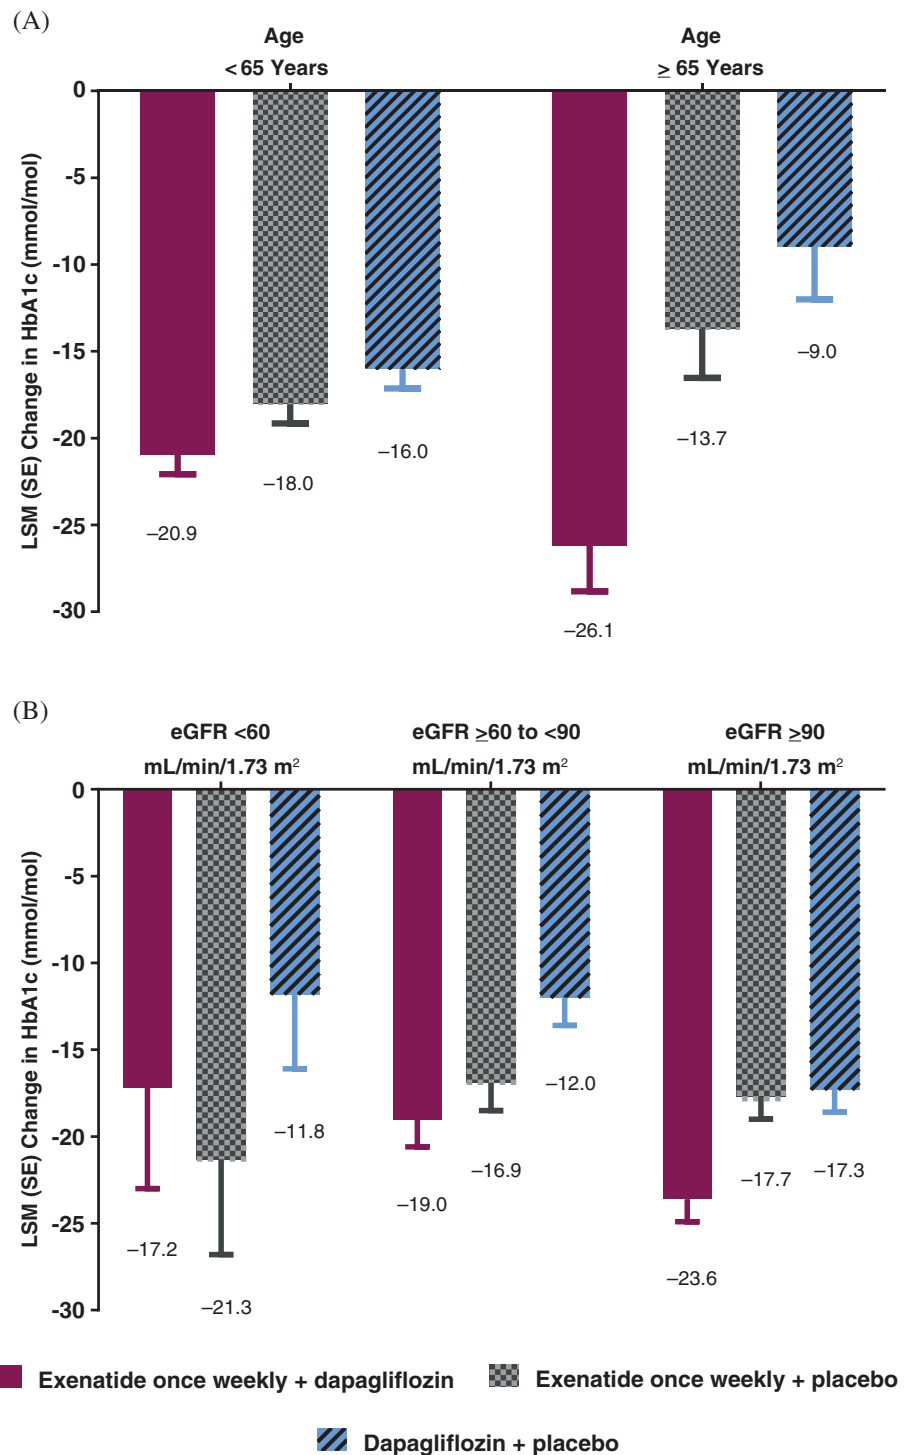 (A)
Age
< 65 Years
Age
≥ 65 Years
LSM (SE) Change in HbA1c (mmol/mol)
0
-5
-10
-15
-20
-25
-30
–20.9
–18.0
–16.0
–26.1
–13.7
–9.0
(B)
eGFR <60
mL/min/1.73 m²
eGFR ≥60 to <90
mL/min/1.73 m²
eGFR ≥90
mL/min/1.73 m²
LSM (SE) Change in HbA1c (mmol/mol)
0
-5
-10
-15
-20
-25
-30
–17.2
–21.3
–11.8
–19.0
–16.9
–12.0
–23.6
–17.7
–17.3
Exenatide once weekly + dapagliflozin
Exenatide once weekly + placebo
Dapagliflozin + placebo